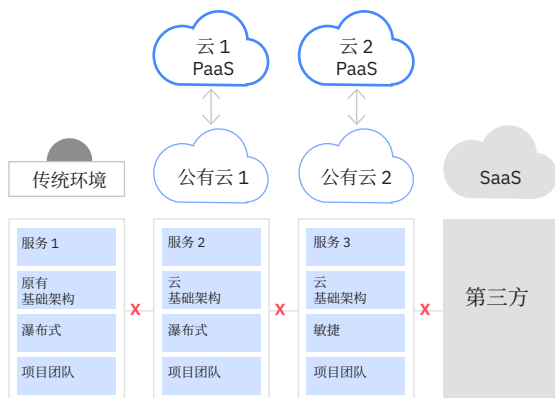 云 1
PaaS
云 2
PaaS
传统环境
公有云 1
公有云 2
SaaS
服务 1
原有
基础架构
瀑布式
项目团队
服务 2
云
基础架构
瀑布式
项目团队
服务 3
云
基础架构
敏捷
项目团队
第三方
X
X
X